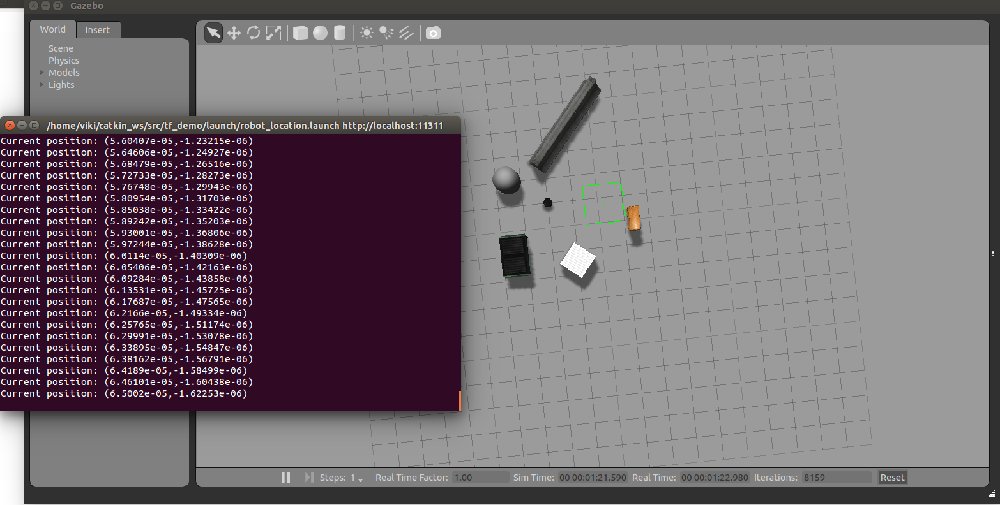 Gazebo
World
Insert
Scene
Physics
Models
Lights
/home/viki/catkin_ws/src/tf_demo/launch/robot_location.launch http://localhost:11311
Current position: (5.60407e-05,-1.23215e-06)
Current position: (5.64606e-05,-1.24927e-06)
Current position: (5.68479e-05,-1.26516e-06)
Current position: (5.72733e-05,-1.28273e-06)
Current position: (5.76748e-05,-1.29943e-06)
Current position: (5.80954e-05,-1.31703e-06)
Current position: (5.85038e-05,-1.33422e-06)
Current position: (5.89242e-05,-1.35203e-06)
Current position: (5.93001e-05,-1.36806e-06)
Current position: (5.97244e-05,-1.38628e-06)
Current position: (6.0114e-05,-1.40309e-06)
Current position: (6.05406e-05,-1.42163e-06)
Current position: (6.09284e-05,-1.43858e-06)
Current position: (6.13531e-05,-1.45725e-06)
Current position: (6.17687e-05,-1.47565e-06)
Current position: (6.2166e-05,-1.49334e-06)
Current position: (6.25765e-05,-1.51174e-06)
Current position: (6.29991e-05,-1.53078e-06)
Current position: (6.33895e-05,-1.54847e-06)
Current position: (6.38162e-05,-1.56791e-06)
Current position: (6.4189e-05,-1.58499e-06)
Current position: (6.46101e-05,-1.60438e-06)
Current position: (6.5002e-05,-1.62253e-06)
Steps: 1 Real Time Factor: 1.00 Sim Time: 00 00:01:21.590 Real Time: 00 00:01:22.980 Iterations: 8159 Reset